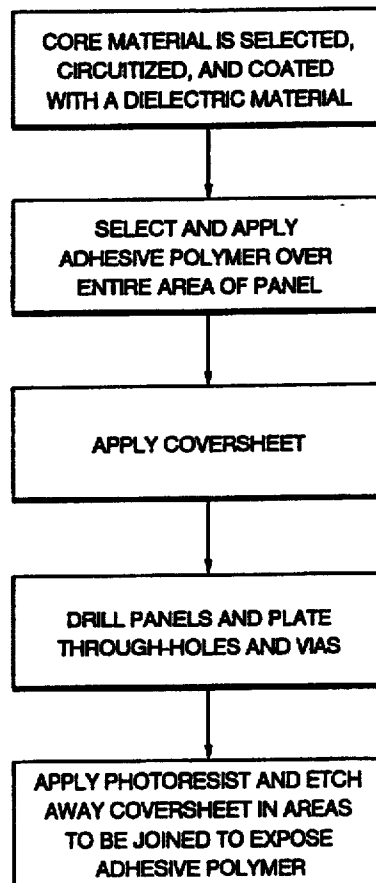 CORE MATERIAL IS SELECTED,
CIRCUITIZED, AND COATED
WITH A DIELECTRIC MATERIAL
SELECT AND APPLY
ADHESIVE POLYMER OVER
ENTIRE AREA OF PANEL
APPLY COVERSHEET
DRILL PANELS AND PLATE
THROUGH-HOLES AND VIAS
APPLY PHOTORESIST AND ETCH
AWAY COVERSHEET IN AREAS
TO BE JOINED TO EXPOSE
ADHESIVE POLYMER